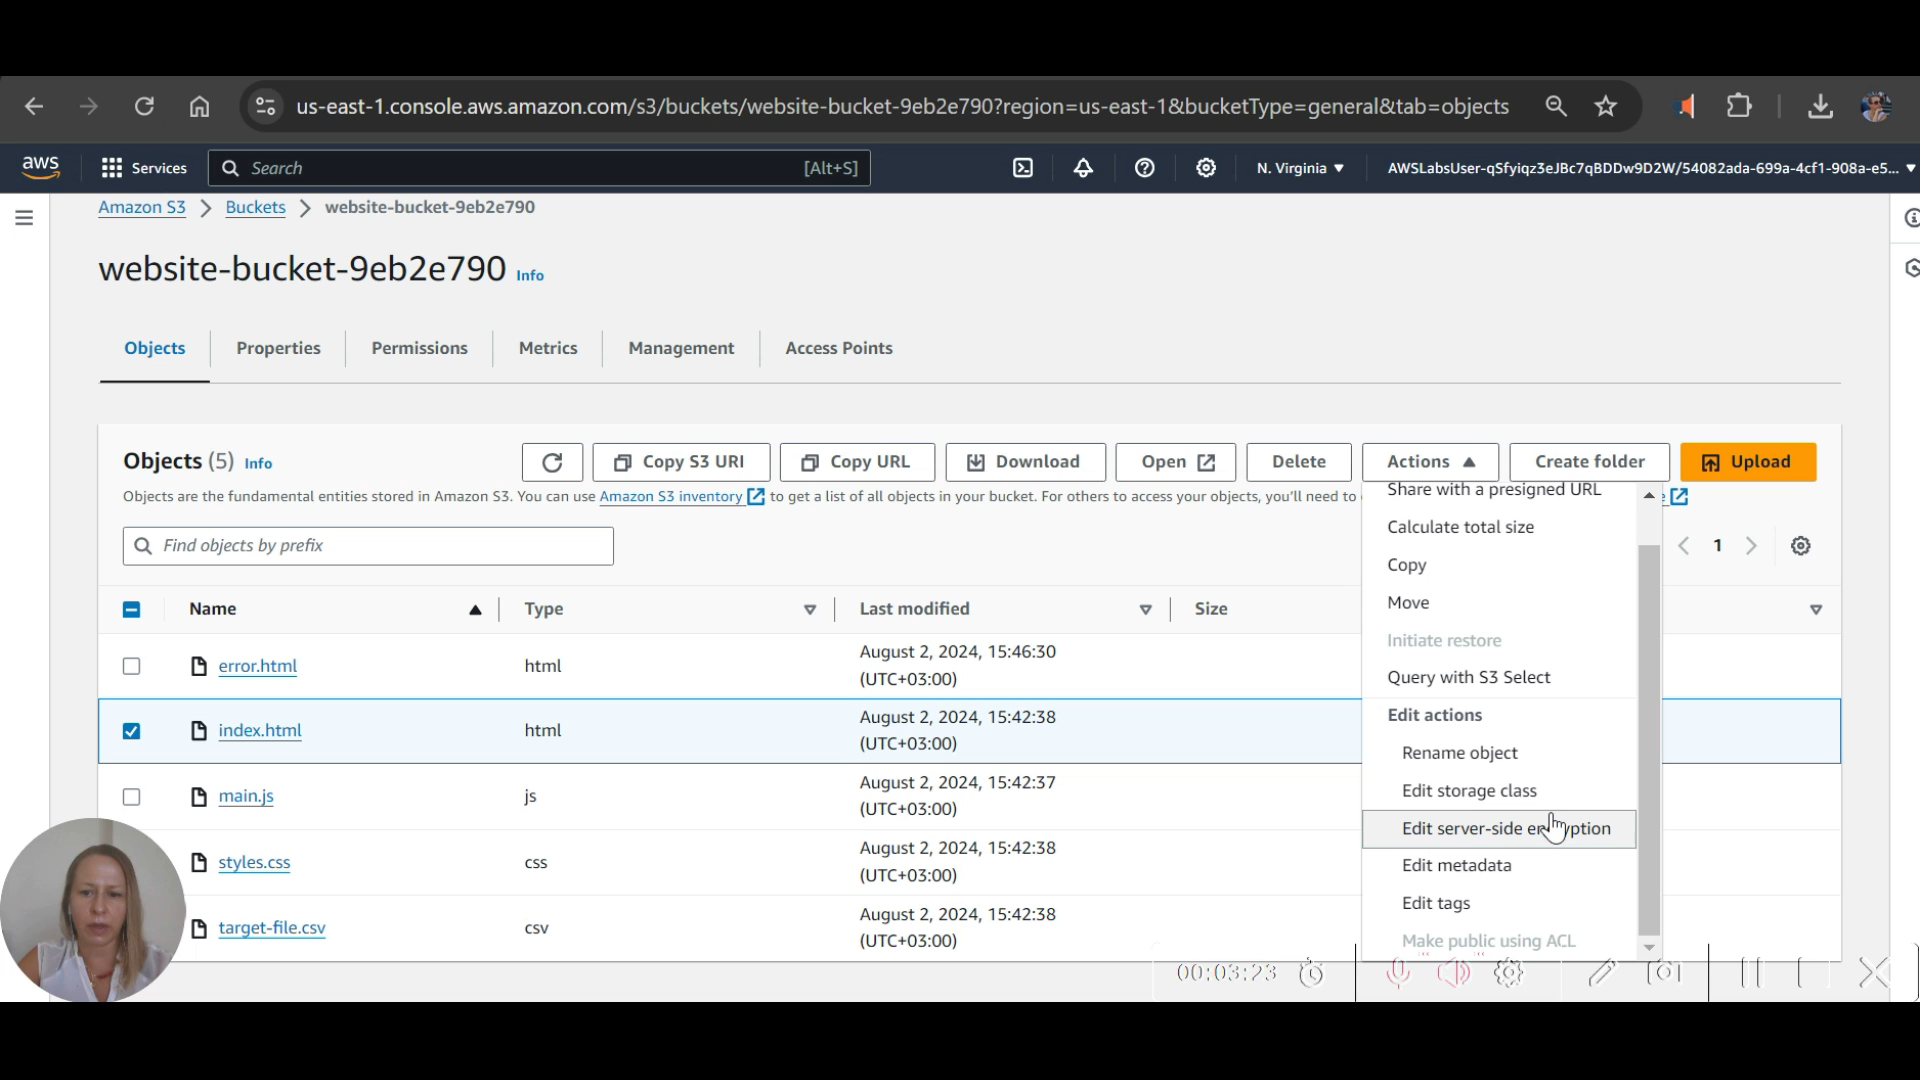 us-east-1.console.aws.amazon.com/s3/buckets/website-bucket-9eb2e790?region=us-east-1&bucketType=general&tab=objects
aws Services Search [Alt+S] N. Virginia AWSLabsUser-qSfyiqz3eJBc7qBDDw9D2W/54082ada-699a-4cf1-908a-e5...
Amazon S3 Buckets website-bucket-9eb2e790
website-bucket-9eb2e790 Info
Objects Properties Permissions Metrics Management Access Points
Objects (5) Info Copy S3 URI Copy URL Download Open Delete Actions Create folder Upload
Objects are the fundamental entities stored in Amazon S3. You can use Amazon S3 inventory to get a list of all objects in your bucket. For others to access your objects, you'll need to
Find objects by prefix
1
Name Type Last modified Size
error.html html August 2, 2024, 15:46:30
(UTC+03:00)
index.html html August 2, 2024, 15:42:38
(UTC+03:00)
main.js js August 2, 2024, 15:42:37
(UTC+03:00)
styles.css css August 2, 2024, 15:42:38
(UTC+03:00)
target-file.csv csv August 2, 2024, 15:42:38
(UTC+03:00)
Share with a presigned URL
Calculate total size
Copy
Move
Initiate restore
Query with S3 Select
Edit actions
Rename object
Edit storage class
Edit server-side
Edit metadata
Edit tags
Make public using ACL
00:03:23